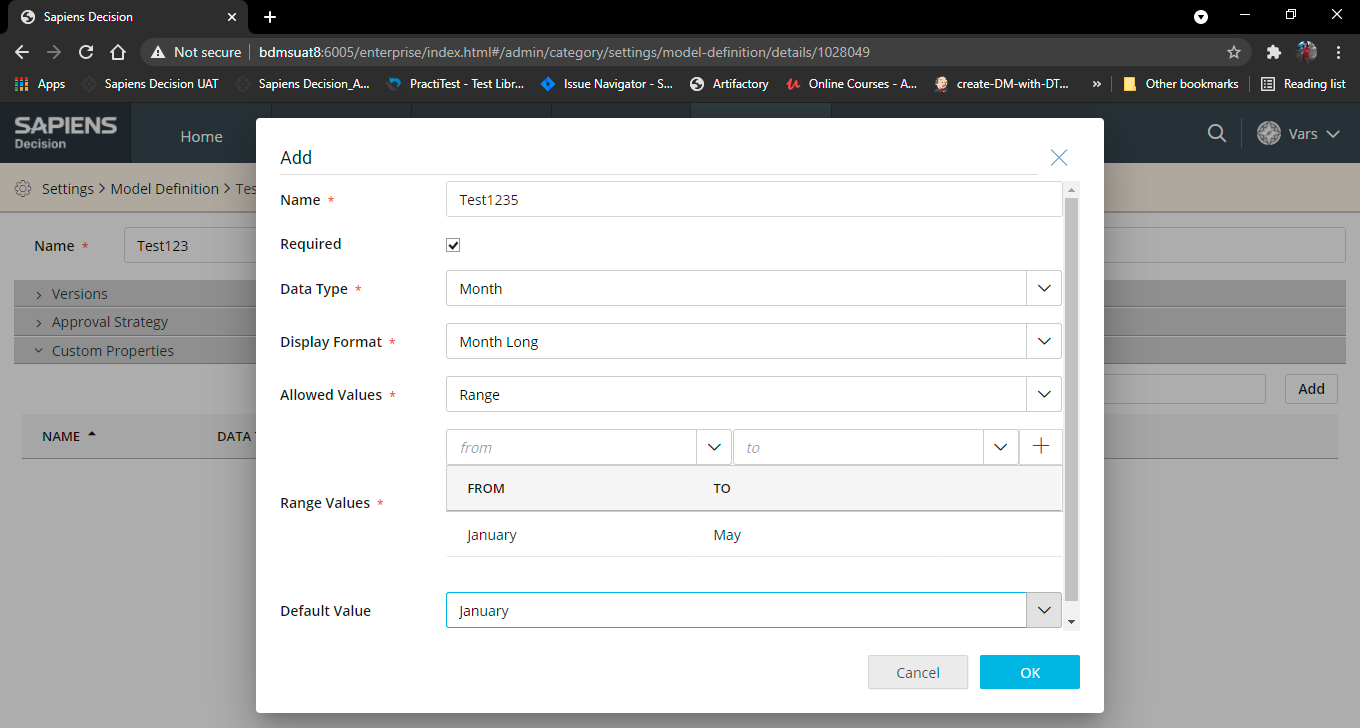 Sapiens Decision
Not secure bdmsuat8:6005/enterprise/index.html#/admin/category/settings/model-definition/details/1028049
Apps Sapiens Decision UAT Sapiens Decision_A... PractiTest - Test Libr... Issue Navigator - S... Artifactory Online Courses - A... create-DM-with-DT... » Other bookmarks Reading list
SAPIENS
Decision
Home
Vars
Settings > Model Definition > Tes
Name * Test123
Versions
Approval Strategy
Custom Properties
Add
NAME DATA
Add
Name * Test1235
Required
Data Type * Month
Display Format * Month Long
Allowed Values * Range
from to
Range Values *
FROM TO
January May
Default Value January
Cancel OK